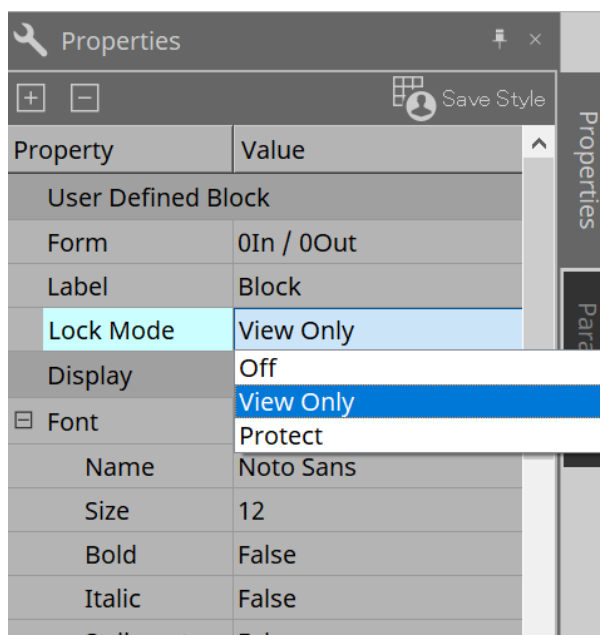 Properties
Save Style
Property Value
User Defined Block
Form 0In / 0Out
Label Block
Lock Mode View Only
Off
View Only
Protect
Display
Font
Name Noto Sans
Size 12
Bold False
Italic False
Properties